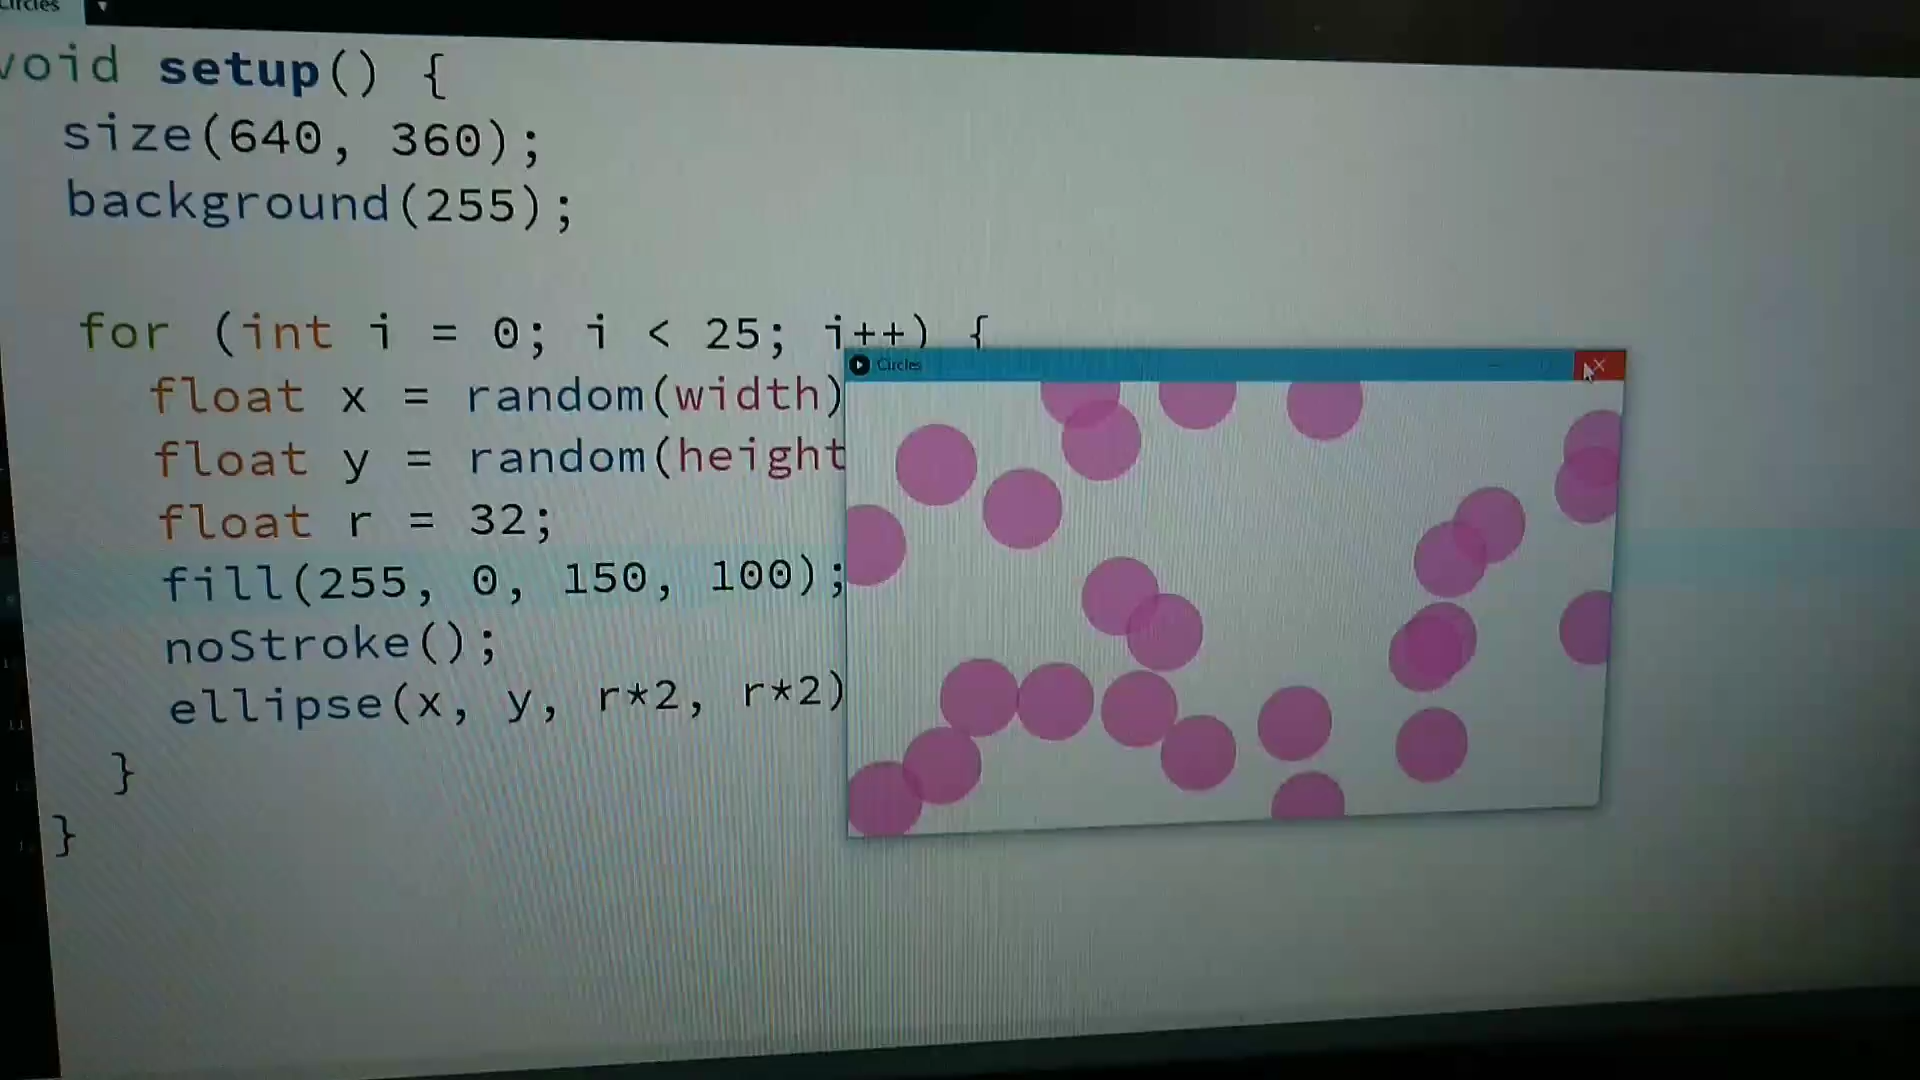 Circles
void setup() {
size(640, 360);
background(255);
for (int i = 0; i < 25; i++) {
float x = random(width)
float y = random(height
float r = 32;
fill(255, 0, 150, 100);
noStroke();
ellipse(x, y, r*2, r*2)
}
}
Circles